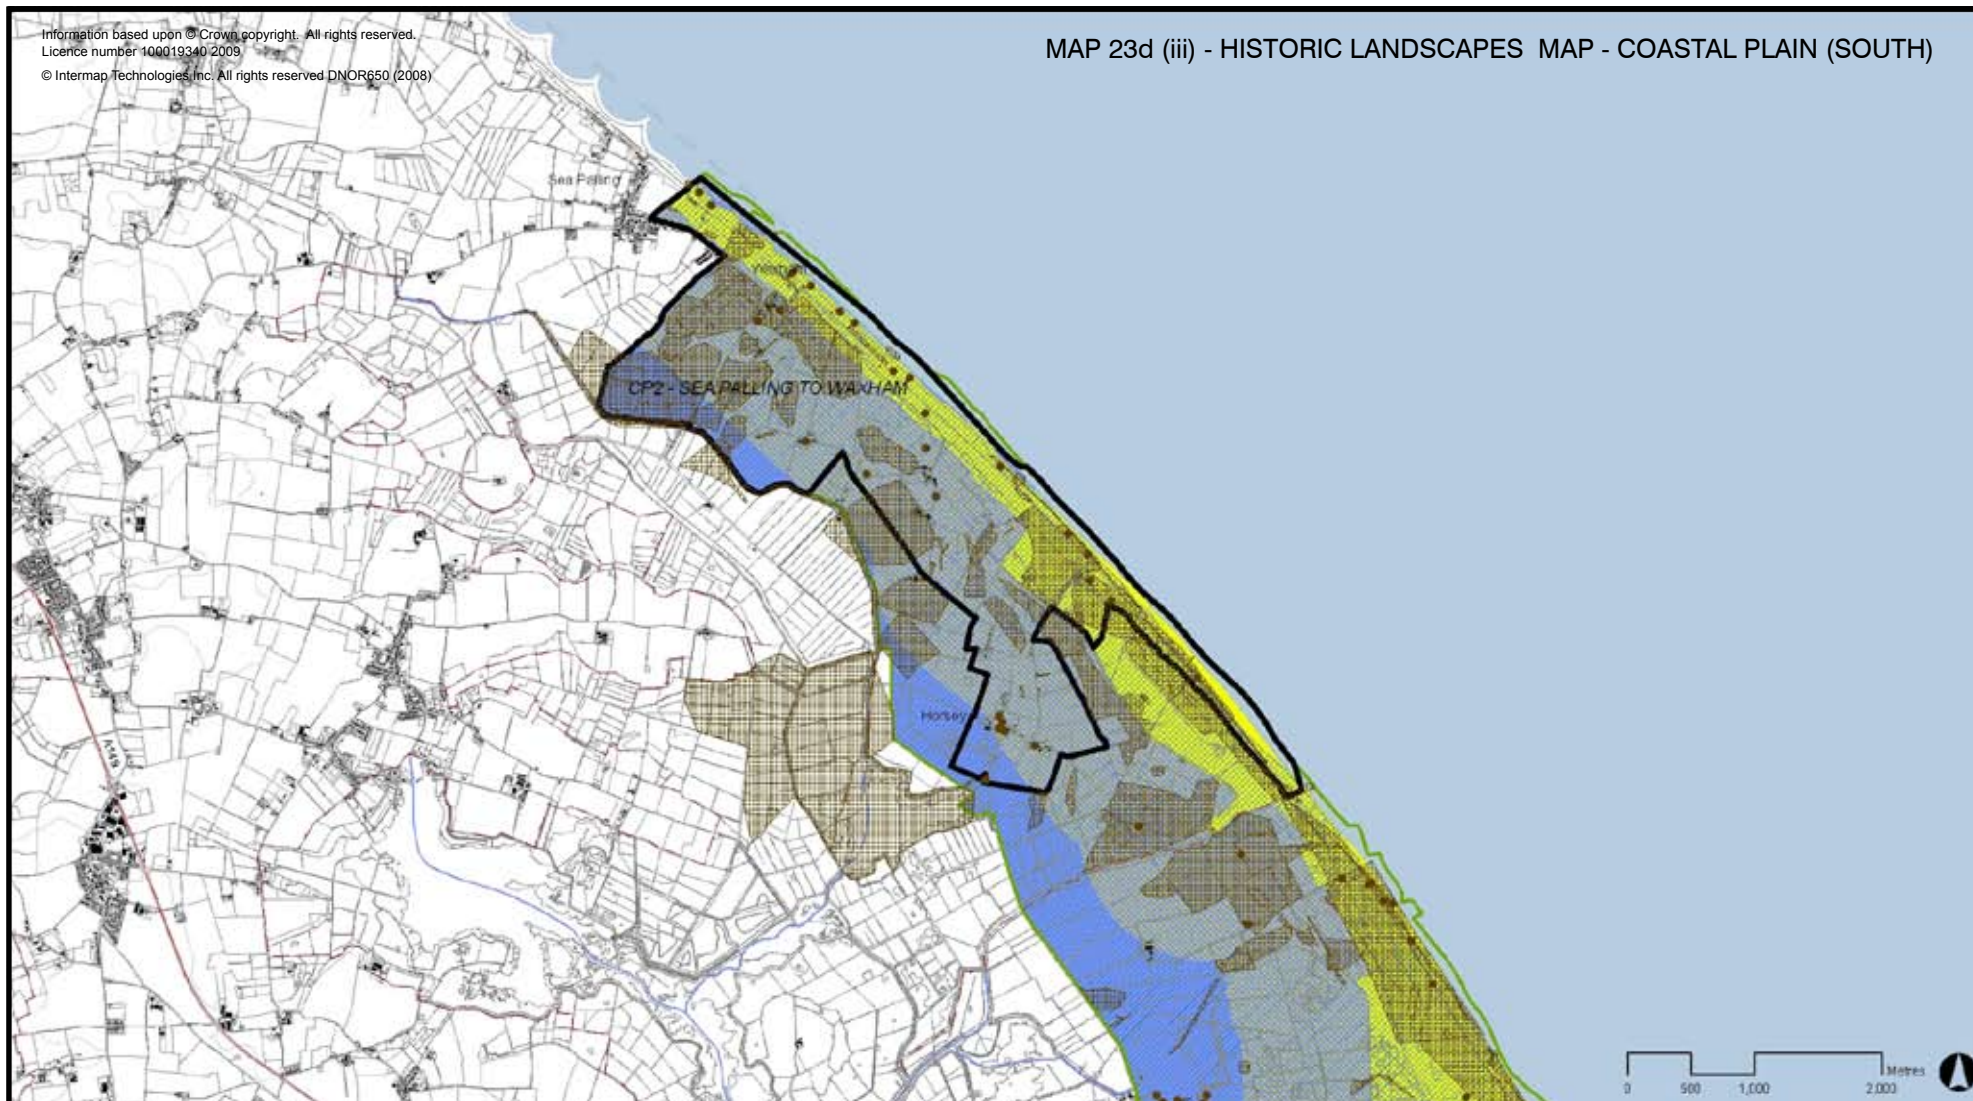 Information based upon © Crown copyright. All rights reserved.
Licence number 100019340 2009
© Intermap Technologies Inc. All rights reserved DNOR650 (2008)
MAP 23d (iii) - HISTORIC LANDSCAPES MAP - COASTAL PLAIN (SOUTH)
Sea Palling
CP2 - SEA PALLING TO WAXHAM
Horsey
A149
Metres
0 500 1,000 2,000